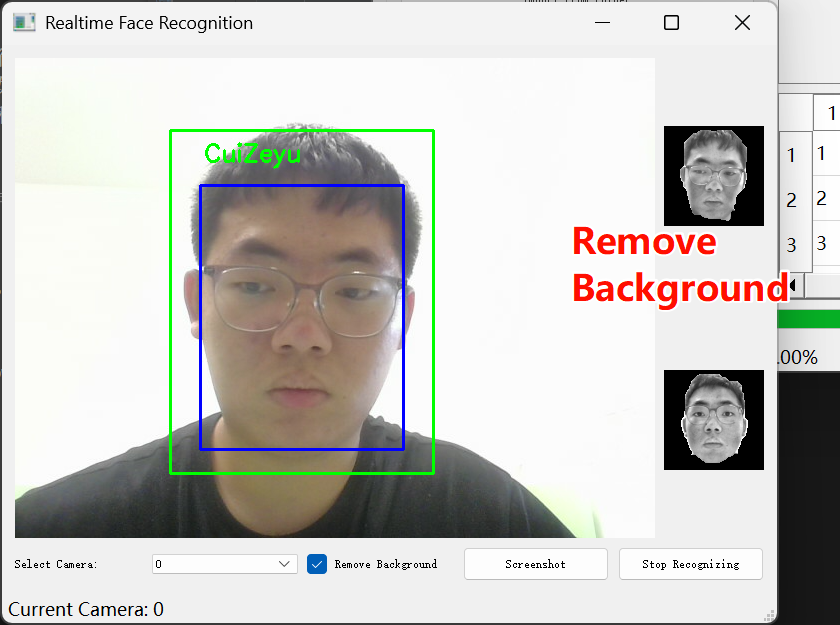 Realtime Face Recognition
CuiZeyu
Remove
Background
1
1 1
2 2
3 3
.00%
Select Camera:
0
Remove Background
Screenshot
Stop Recognizing
Current Camera: 0